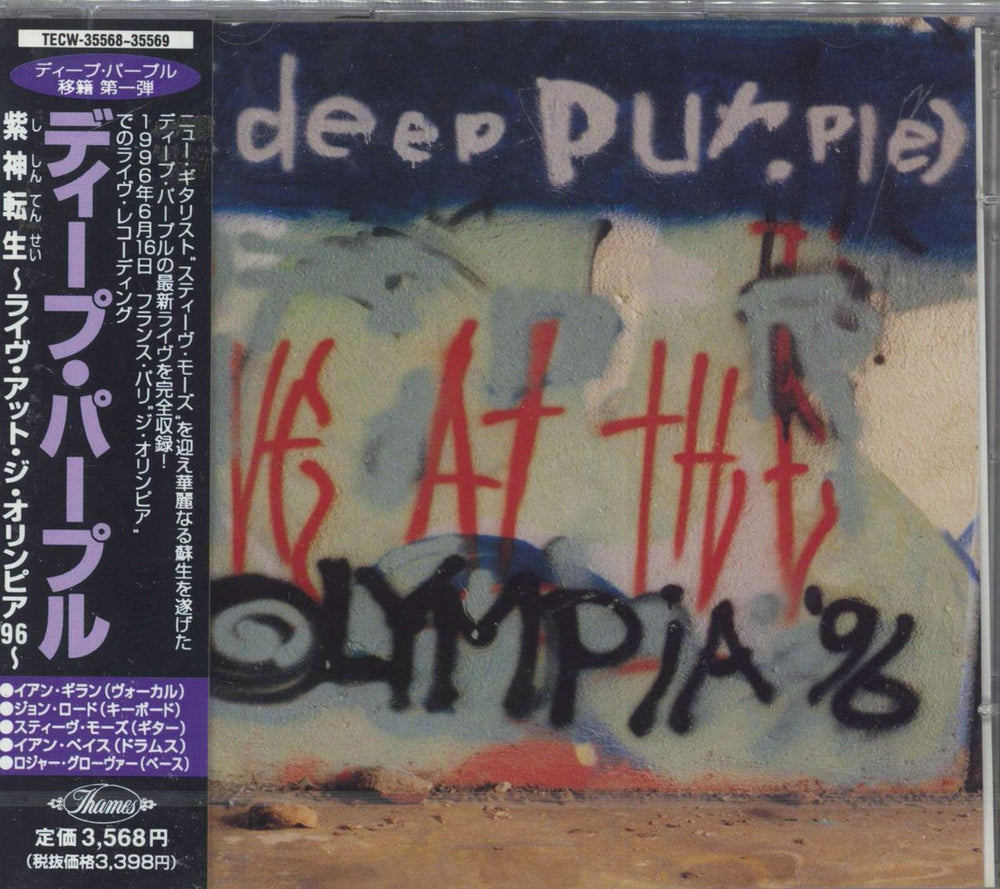 TECW-35568~35569
ディープ・パープル
移籍 第一弾
ニュー・ギタリスト“スティーヴ・モーズ”を迎え華麗なる蘇生を遂げた
ディープ・パープルの最新ライヴを完全収録！
1996年6月16日 フランス・パリ“ジ・オリンピア”
でのライヴ・レコーディング
ディープ・パープル
し しん てん せい
紫神転生〜ライヴ・アット・ジ・オリンピア'96〜
●イアン・ギラン(ヴォーカル)
●ジョン・ロード(キーボード)
●スティーヴ・モーズ(ギター)
●イアン・ペイス(ドラムス)
●ロジャー・グローヴァー(ベース)
Thames
定価3,568円
(税抜価格3,398円)
deep purple
VE AT THE
OLYMPiA '96